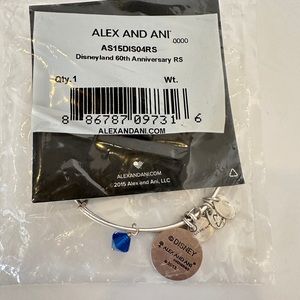 ALEX AND ANI .0000
AS15DIS04RS
Disneyland 60th Anniversary RS
Qty.1 Wt.
8 86787 09731 6
ALEXANDANI.COM
ALEXANDANI.COM
©2015 Alex and Ani, LLC
©DISNEY
ALEX AND ANI